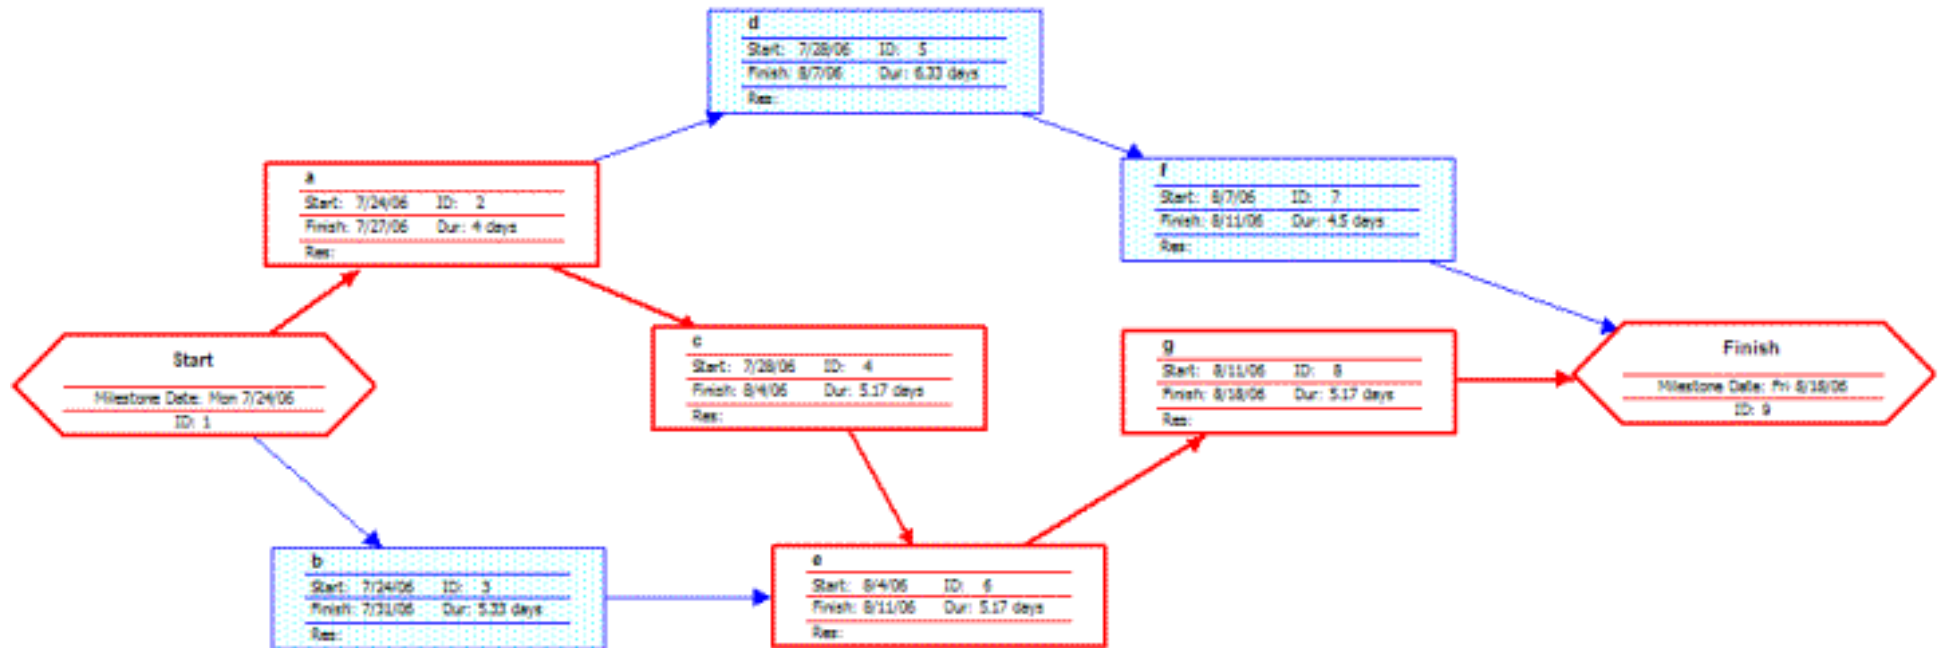 d
Start: 7/28/06 ID: 5
Finish: 8/7/06 Dur: 6.33 days
Res:
a
Start: 7/24/06 ID: 2
Finish: 7/27/06 Dur: 4 days
Res:
f
Start: 8/7/06 ID: 7
Finish: 8/11/06 Dur: 4.5 days
Res:
Start
Milestone Date: Mon 7/24/06
ID: 1
c
Start: 7/28/06 ID: 4
Finish: 8/4/06 Dur: 5.17 days
Res:
g
Start: 8/11/06 ID: 8
Finish: 8/18/06 Dur: 5.17 days
Res:
Finish
Milestone Date: Fri 8/18/06
ID: 9
b
Start: 7/24/06 ID: 3
Finish: 7/31/06 Dur: 5.33 days
Res:
e
Start: 8/4/06 ID: 6
Finish: 8/11/06 Dur: 5.17 days
Res: